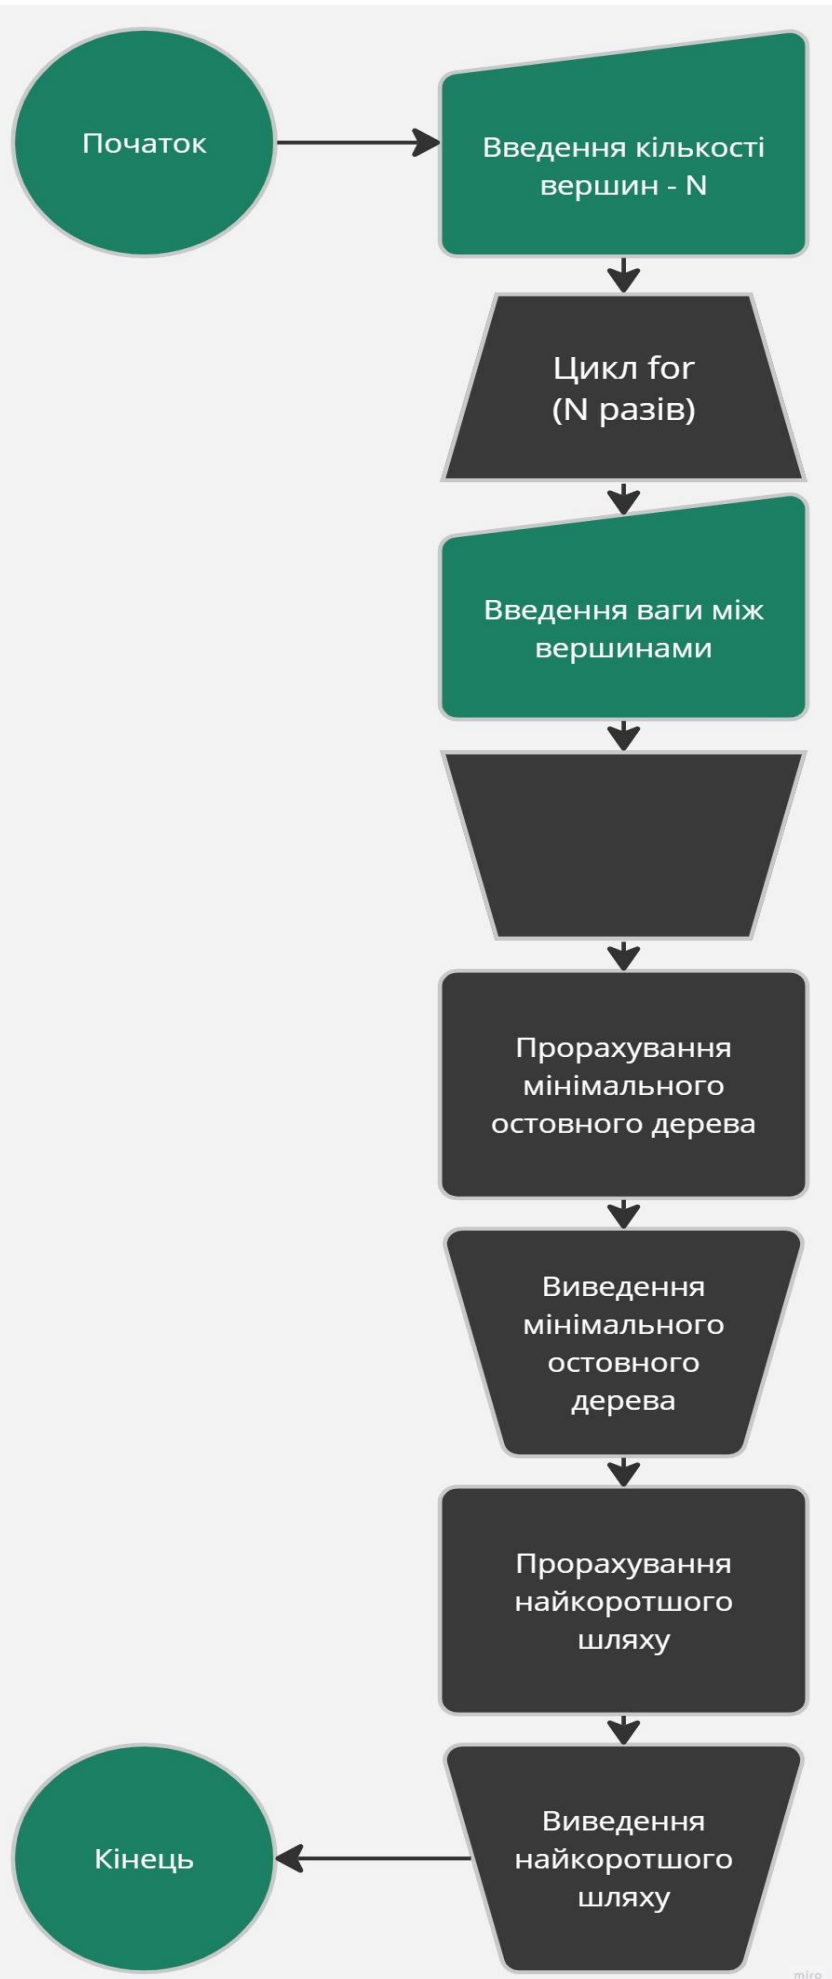 Початок
Введення кількості
вершин - N
Цикл for
(N разів)
Введення ваги між
вершинами
Прорахування
мінімального
остовного дерева
Виведення
мінімального
остовного
дерева
Прорахування
найкоротшого
шляху
Виведення
найкоротшого
шляху
Кінець
miro